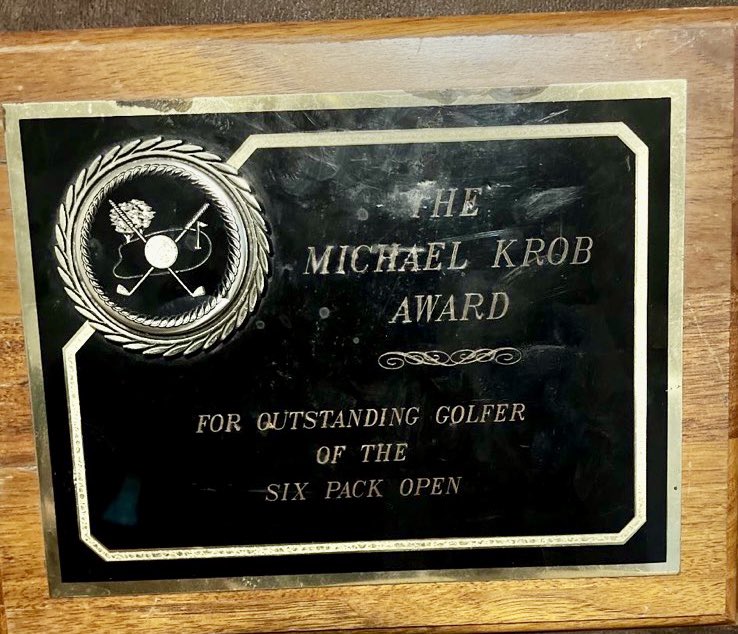 THE
MICHAEL KROB
AWARD
FOR OUTSTANDING GOLFER
OF THE
SIX PACK OPEN